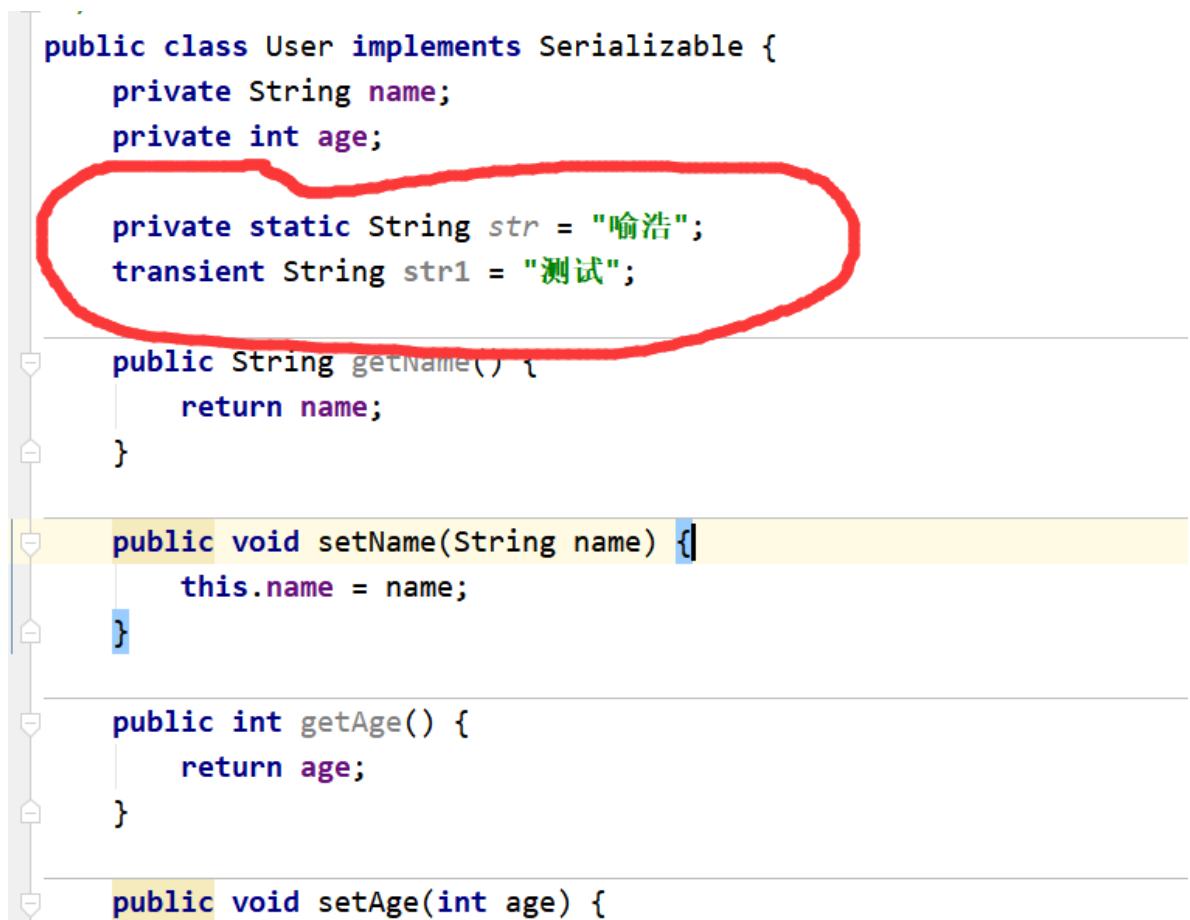 public class User implements Serializable {
private String name;
private int age;
private static String str = "喻浩";
transient String str1 = "测试";
public String getName() {
return name;
}
public void setName(String name) {
this.name = name;
}
public int getAge() {
return age;
}
public void setAge(int age) {